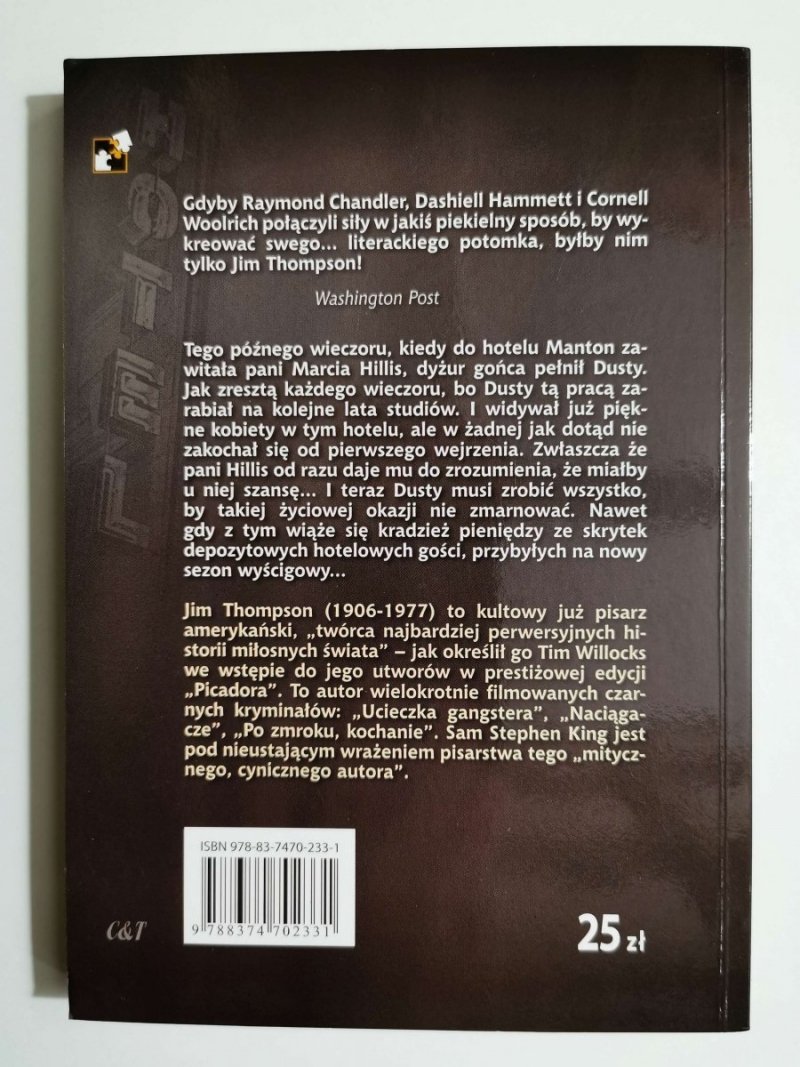 Gdyby Raymond Chandler, Dashiell Hammett i Cornell
Woolrich połączyli siły w jakiś piekielny sposób, by wy-
kreować swego... literackiego potomka, byłby nim
tylko Jim Thompson!
Washington Post
Tego późnego wieczoru, kiedy do hotelu Manton za-
witała pani Marcia Hillis, dyżur gońca pełnił Dusty.
Jak zresztą każdego wieczoru, bo Dusty tą pracą za-
rabiał na kolejne lata studiów. I widywał już pięk-
ne kobiety w tym hotelu, ale w żadnej jak dotąd nie
zakochał się od pierwszego wejrzenia. Zwłaszcza że
pani Hillis od razu daje mu do zrozumienia, że miałby
u niej szansę... I teraz Dusty musi zrobić wszystko,
by takiej życiowej okazji nie zmarnować. Nawet
gdy z tym wiąże się kradzież pieniędzy ze skrytek
depozytowych hotelowych gości, przybyłych na nowy
sezon wyścigowy...
Jim Thompson (1906-1977) to kultowy już pisarz
amerykański, „twórca najbardziej perwersyjnych hi-
storii miłosnych świata” – jak określił go Tim Willocks
we wstępie do jego utworów w prestiżowej edycji
„Picadora”. To autor wielokrotnie filmowanych czar-
nych kryminałów: „Ucieczka gangstera”, „Naciąga-
cze”, „Po zmroku, kochanie”. Sam Stephen King jest
pod nieustającym wrażeniem pisarstwa tego „mitycz-
nego, cynicznego autora”.
ISBN 978-83-7470-233-1
9 788374 702331
C&T
25 zł